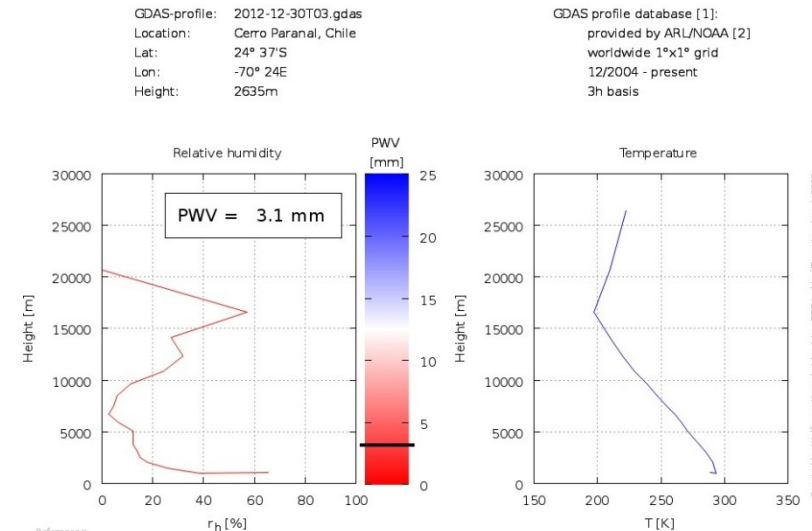 GDAS-profile: 2012-12-30T03.gdas
Location: Cerro Paranal, Chile
Lat: 24° 37'S
Lon: -70° 24E
Height: 2635m
GDAS profile database [1]:
provided by ARL/NOAA [2]
worldwide 1°x1° grid
12/2004 - present
3h basis
Relative humidity
PWV = 3.1 mm
Height [m]
30000
25000
20000
15000
10000
5000
0
0 20 40 60 80 100
rh [%]
PWV
[mm]
25
20
15
10
5
0
Temperature
Height [m]
30000
25000
20000
15000
10000
5000
0
150 200 250 300 350
T [K]